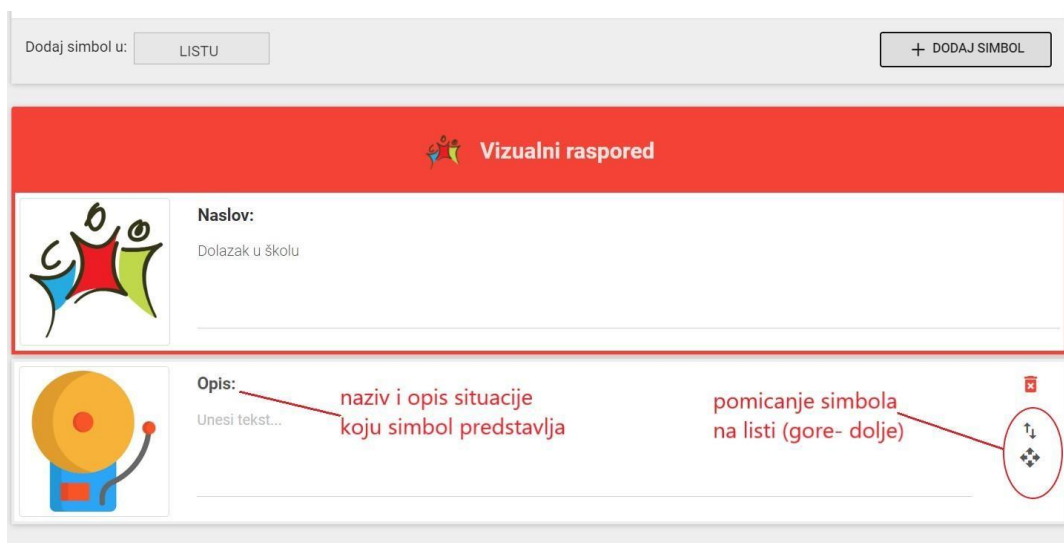 Dodaj simbol u:
LISTU
+ DODAJ SIMBOL
Vizualni raspored
Naslov:
Dolazak u školu
Opis:
Unesi tekst...
naziv i opis situacije
koju simbol predstavlja
pomicanje simbola
na listi (gore- dolje)